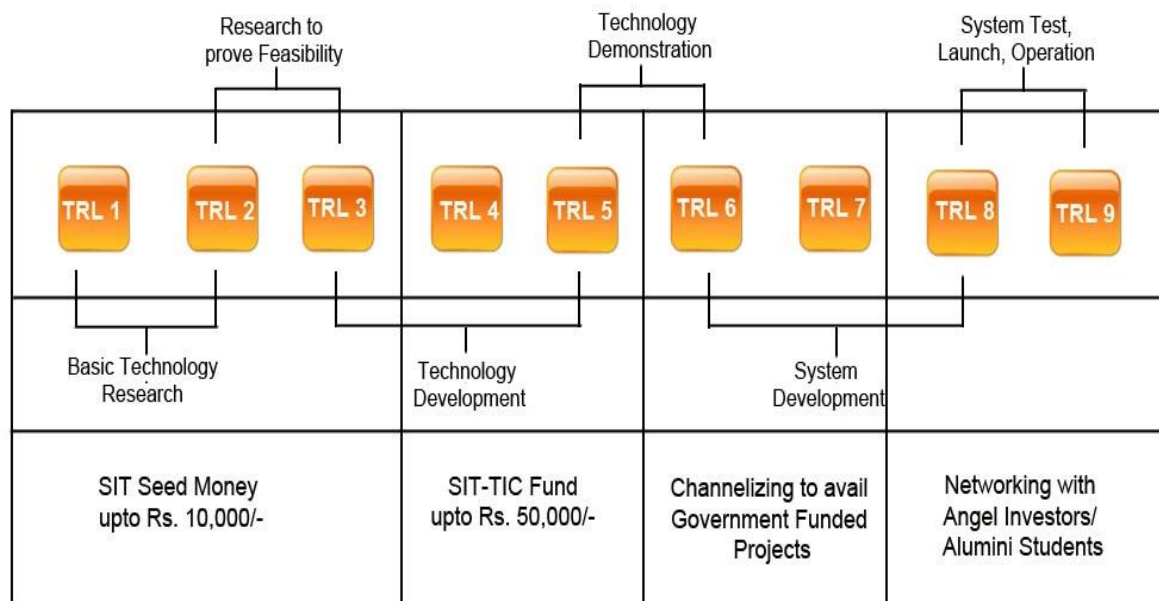 Research to
prove Feasibility
Technology
Demonstration
System Test,
Launch, Operation
TRL 1
TRL 2
TRL 3
TRL 4
TRL 5
TRL 6
TRL 7
TRL 8
TRL 9
Basic Technology
Research
Technology
Development
System
Development
SIT Seed Money
upto Rs. 10,000/-
SIT-TIC Fund
upto Rs. 50,000/-
Channelizing to avail
Government Funded
Projects
Networking with
Angel Investors/
Alumini Students